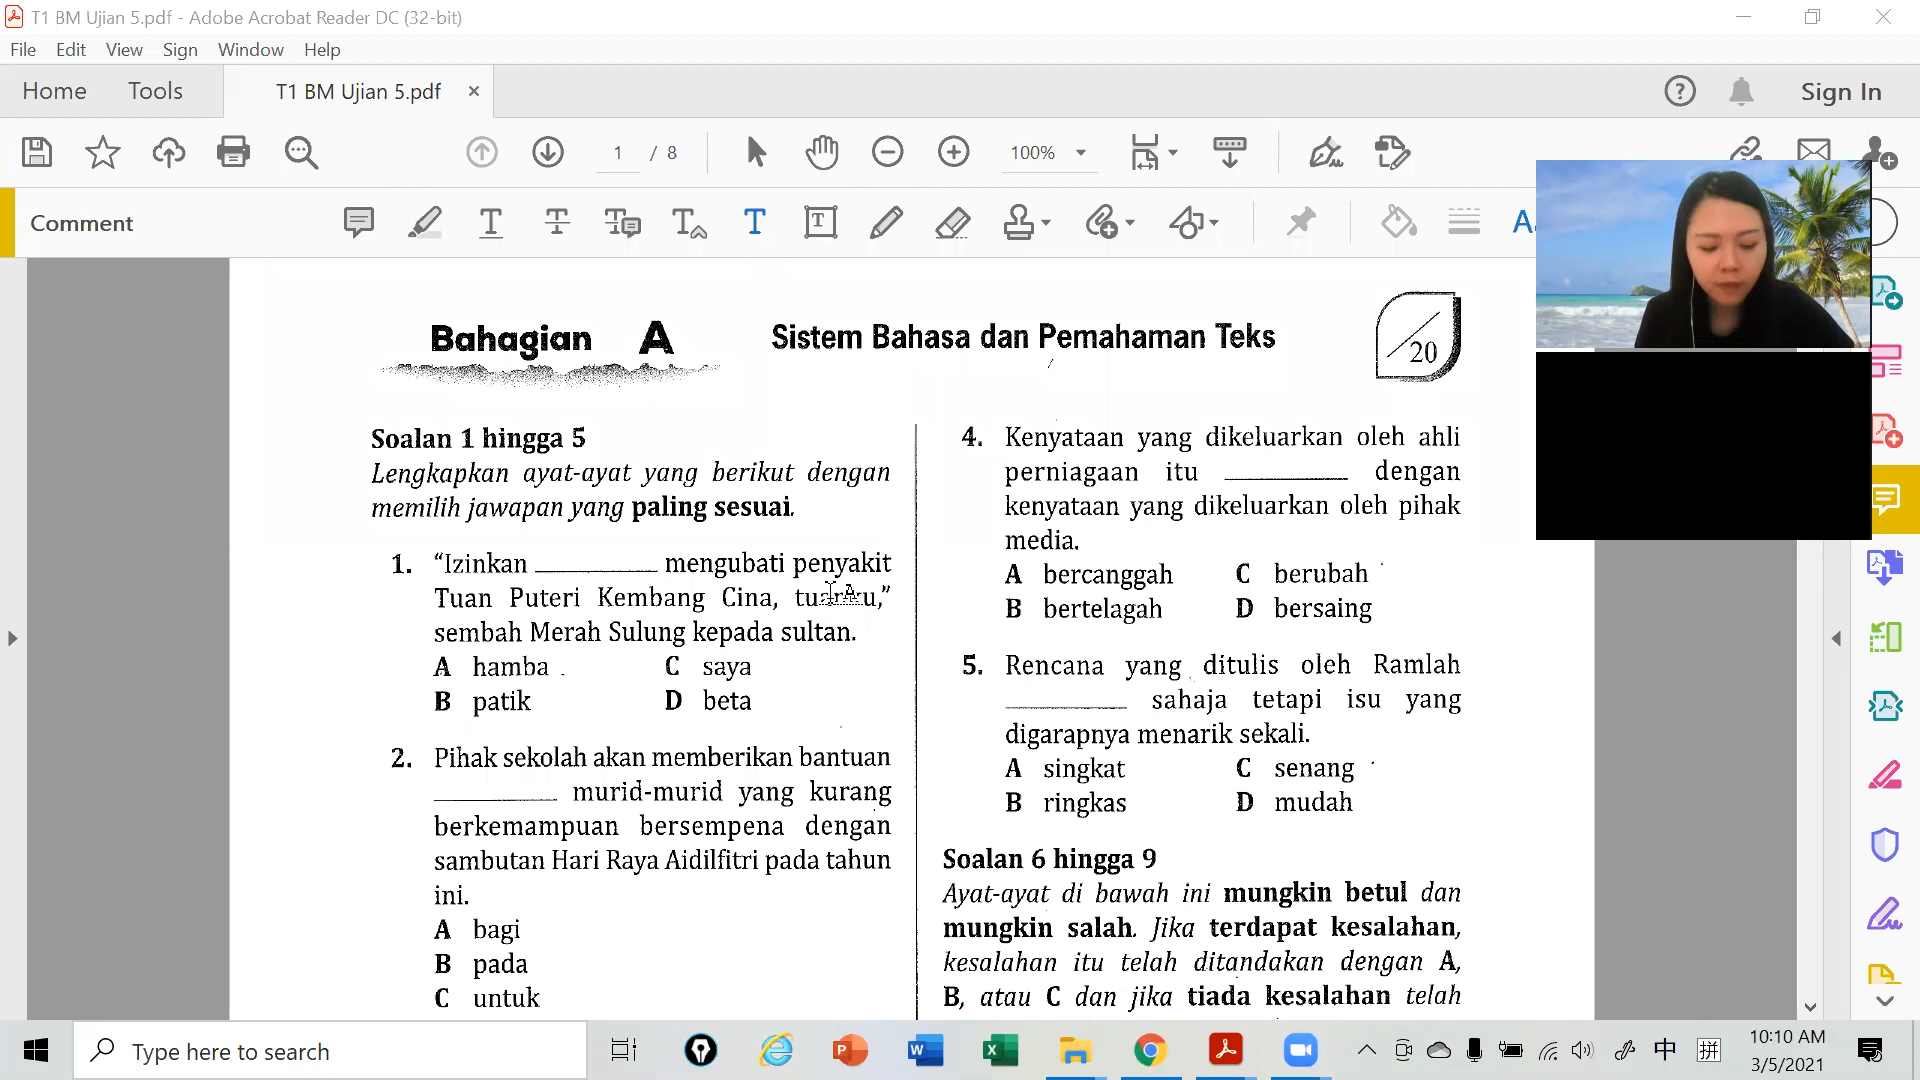 T1 BM Ujian 5.pdf - Adobe Acrobat Reader DC (32-bit)
File Edit View Sign Window Help
Home Tools T1 BM Ujian 5.pdf × Sign In
1 / 8 100%
Comment
Bahagian A Sistem Bahasa dan Pemahaman Teks
20
Soalan 1 hingga 5
Lengkapkan ayat-ayat yang berikut dengan
memilih jawapan yang paling sesuai.
1. “Izinkan __________ mengubati penyakit
Tuan Puteri Kembang Cina, tuanku,”
sembah Merah Sulung kepada sultan.
A hamba C saya
B patik D beta
2. Pihak sekolah akan memberikan bantuan
__________ murid-murid yang kurang
berkemampuan bersempena dengan
sambutan Hari Raya Aidilfitri pada tahun
ini.
A bagi
B pada
C untuk
4. Kenyataan yang dikeluarkan oleh ahli
perniagaan itu __________ dengan
kenyataan yang dikeluarkan oleh pihak
media.
A bercanggah C berubah
B bertelagah D bersaing
5. Rencana yang ditulis oleh Ramlah
__________ sahaja tetapi isu yang
digarapnya menarik sekali.
A singkat C senang
B ringkas D mudah
Soalan 6 hingga 9
Ayat-ayat di bawah ini mungkin betul dan
mungkin salah. Jika terdapat kesalahan,
kesalahan itu telah ditandakan dengan A,
B, atau C dan jika tiada kesalahan telah
Type here to search
中 拼
10:10 AM
3/5/2021